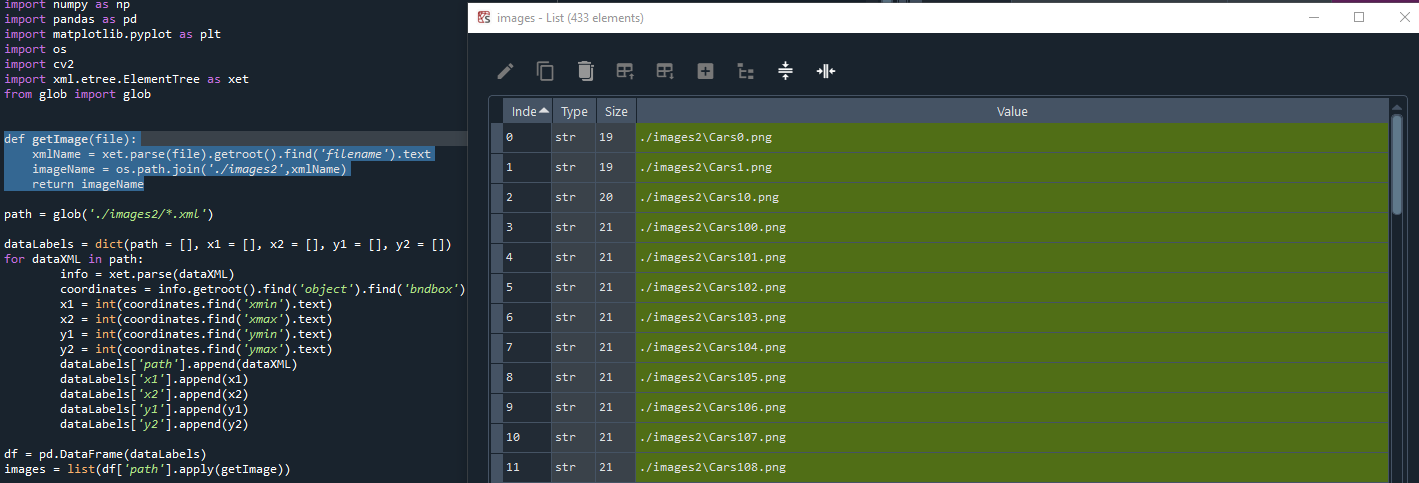 import numpy as np
import pandas as pd
import matplotlib.pyplot as plt
import os
import cv2
import xml.etree.ElementTree as xet
from glob import glob
def getImage(file):
    xmlName = xet.parse(file).getroot().find('filename').text
    imageName = os.path.join('./images2',xmlName)
    return imageName
path = glob('./images2/*.xml')
dataLabels = dict(path = [], x1 = [], x2 = [], y1 = [], y2 = [])
for dataXML in path:
        info = xet.parse(dataXML)
        coordinates = info.getroot().find('object').find('bndbox')
        x1 = int(coordinates.find('xmin').text)
        x2 = int(coordinates.find('xmax').text)
        y1 = int(coordinates.find('ymin').text)
        y2 = int(coordinates.find('ymax').text)
        dataLabels['path'].append(dataXML)
        dataLabels['x1'].append(x1)
        dataLabels['x2'].append(x2)
        dataLabels['y1'].append(y1)
        dataLabels['y2'].append(y2)
df = pd.DataFrame(dataLabels)
images = list(df['path'].apply(getImage))
images - List (433 elements)
Inde Type Size Value
0 str 19 ./images2\Cars0.png
1 str 19 ./images2\Cars1.png
2 str 20 ./images2\Cars10.png
3 str 21 ./images2\Cars100.png
4 str 21 ./images2\Cars101.png
5 str 21 ./images2\Cars102.png
6 str 21 ./images2\Cars103.png
7 str 21 ./images2\Cars104.png
8 str 21 ./images2\Cars105.png
9 str 21 ./images2\Cars106.png
10 str 21 ./images2\Cars107.png
11 str 21 ./images2\Cars108.png